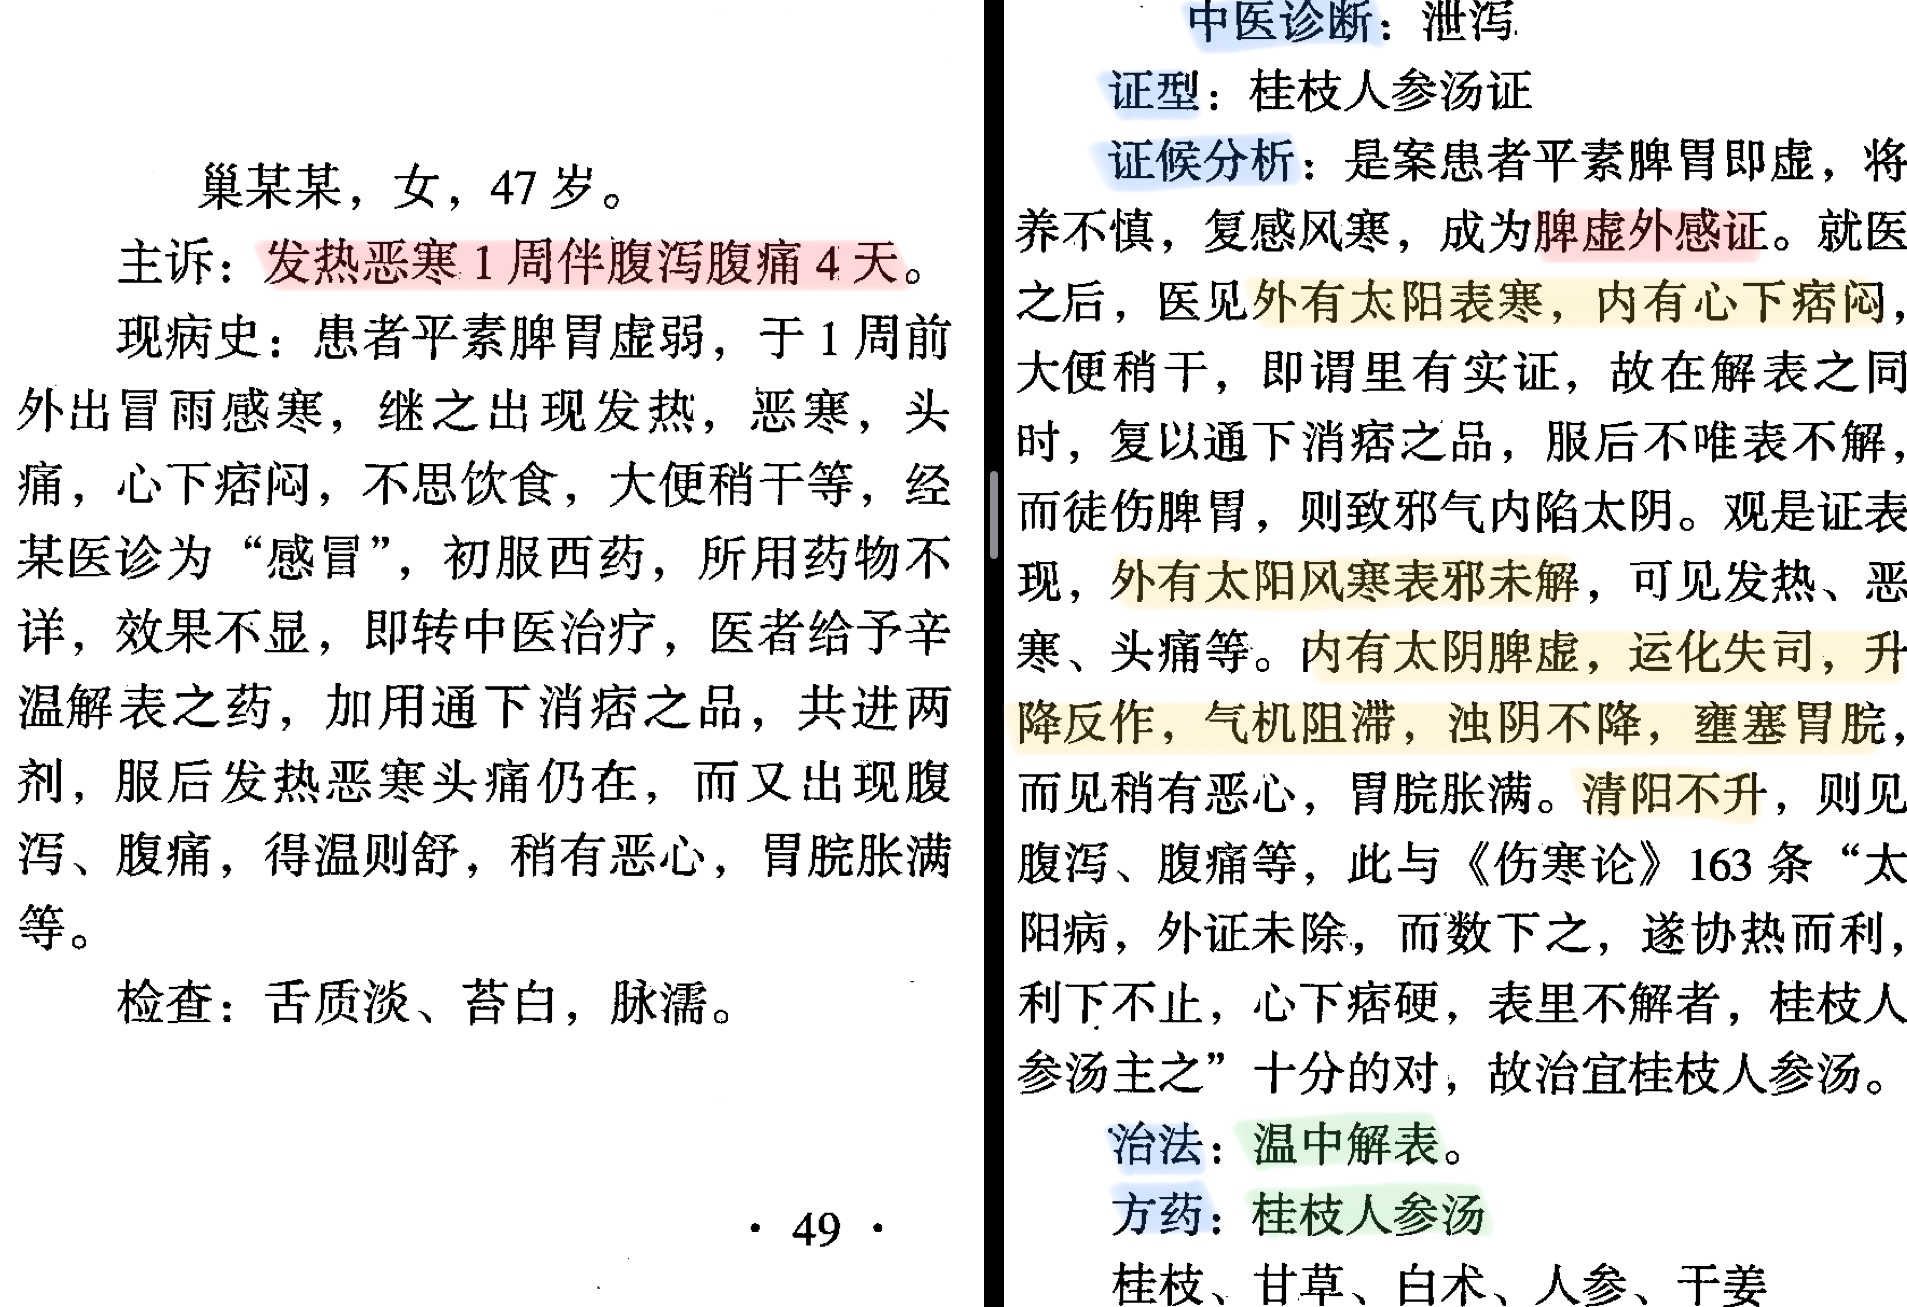 巢某某，女，47岁。
主诉：发热恶寒1周伴腹泻腹痛4天。
现病史：患者平素脾胃虚弱，于1周前
外出冒雨感寒，继之出现发热，恶寒，头
痛，心下痞闷，不思饮食，大便稍干等，经
某医诊为“感冒”，初服西药，所用药物不
详，效果不显，即转中医治疗，医者给予辛
温解表之药，加用通下消痞之品，共进两
剂，服后发热恶寒头痛仍在，而又出现腹
泻、腹痛，得温则舒，稍有恶心，胃脘胀满
等。
检查：舌质淡、苔白，脉濡。
· 49 ·
中医诊断：泄泻
证型：桂枝人参汤证
证候分析：是案患者平素脾胃即虚，将
养不慎，复感风寒，成为脾虚外感证。就医
之后，医见外有太阳表寒，内有心下痞闷，
大便稍干，即谓里有实证，故在解表之同
时，复以通下消痞之品，服后不唯表不解，
而徒伤脾胃，则致邪气内陷太阴。观是证表
现，外有太阳风寒表邪未解，可见发热、恶
寒、头痛等。内有太阴脾虚，运化失司，升
降反作，气机阻滞，浊阴不降，壅塞胃脘，
而见稍有恶心，胃脘胀满。清阳不升，则见
腹泻、腹痛等，此与《伤寒论》163条“太
阳病，外证未除，而数下之，遂协热而利，
利下不止，心下痞硬，表里不解者，桂枝人
参汤主之”十分的对，故治宜桂枝人参汤。
治法：温中解表。
方药：桂枝人参汤
桂枝、甘草、白术、人参、干姜